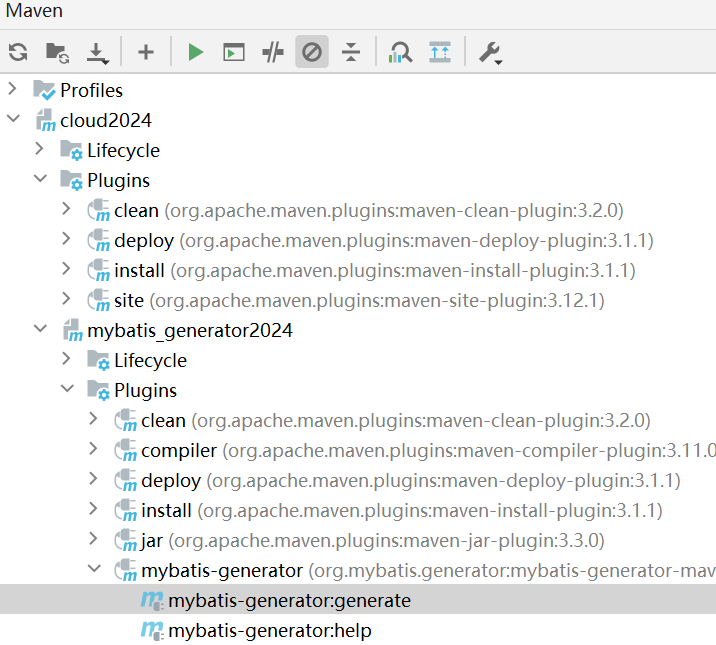 Maven
Profiles
cloud2024
Lifecycle
Plugins
clean (org.apache.maven.plugins:maven-clean-plugin:3.2.0)
deploy (org.apache.maven.plugins:maven-deploy-plugin:3.1.1)
install (org.apache.maven.plugins:maven-install-plugin:3.1.1)
site (org.apache.maven.plugins:maven-site-plugin:3.12.1)
mybatis_generator2024
Lifecycle
Plugins
clean (org.apache.maven.plugins:maven-clean-plugin:3.2.0)
compiler (org.apache.maven.plugins:maven-compiler-plugin:3.11.0
deploy (org.apache.maven.plugins:maven-deploy-plugin:3.1.1)
install (org.apache.maven.plugins:maven-install-plugin:3.1.1)
jar (org.apache.maven.plugins:maven-jar-plugin:3.3.0)
mybatis-generator (org.mybatis.generator:mybatis-generator-mav
mybatis-generator:generate
mybatis-generator:help